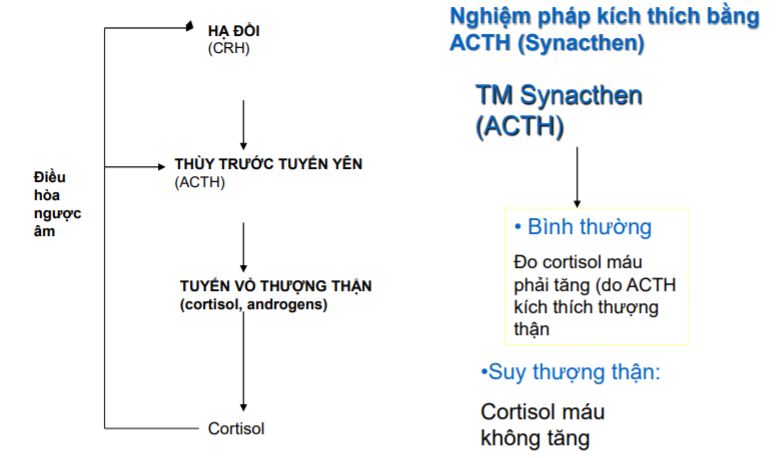 HẠ ĐỒI
(CRH)
THÙY TRƯỚC TUYẾN YÊN
(ACTH)
Điều
hòa
ngược
âm
TUYẾN VỎ THƯỢNG THẬN
(cortisol, androgens)
Cortisol
Nghiệm pháp kích thích bằng
ACTH (Synacthen)
TM Synacthen
(ACTH)
• Bình thường
Đo cortisol máu
phải tăng (do ACTH
kích thích thượng
thận
•Suy thượng thận:
Cortisol máu
không tăng